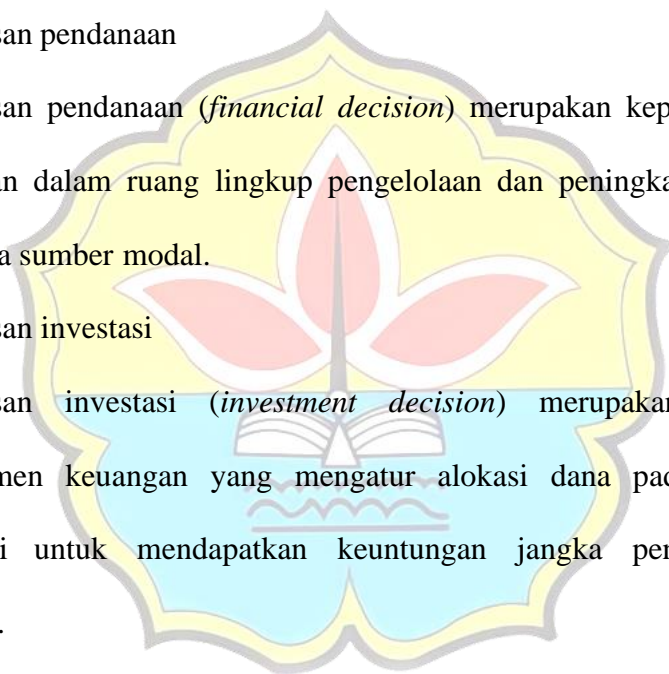 san pendanaan
san pendanaan (financial decision) merupakan kep
an dalam ruang lingkup pengelolaan dan peningka
a sumber modal.
san investasi
san investasi (investment decision) merupakan
men keuangan yang mengatur alokasi dana pad
i untuk mendapatkan keuntungan jangka pen
.